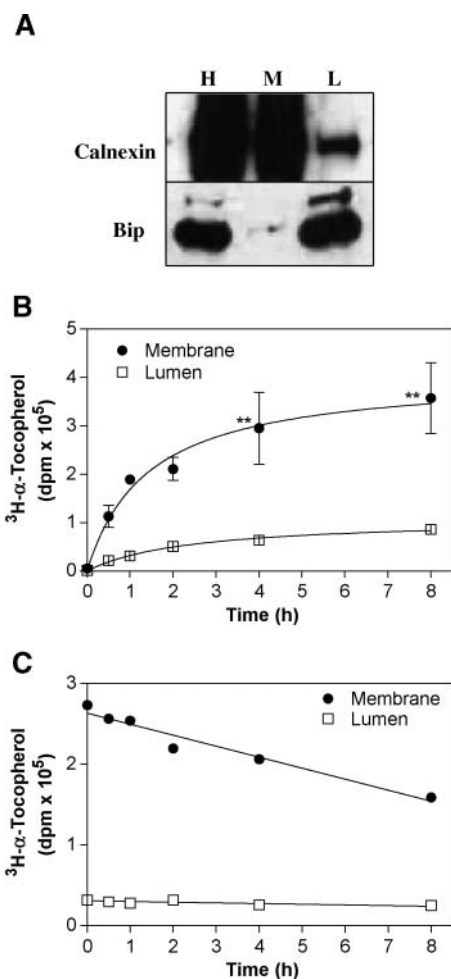 A
H M L
Calnexin
Bip
B
5
4
3
2
1
0
³H-α-Tocopherol
(dpm x 10⁵)
● Membrane
□ Lumen
**
**
0 1 2 3 4 5 6 7 8
Time (h)
C
3
2
1
0
³H-α-Tocopherol
(dpm x 10⁵)
● Membrane
□ Lumen
0 1 2 3 4 5 6 7 8
Time (h)